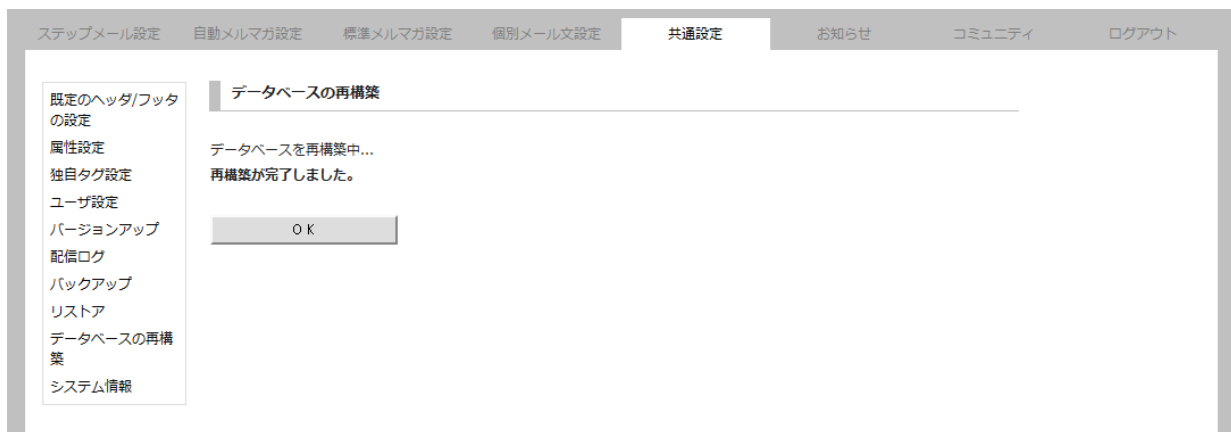 ステップメール設定 自動メルマガ設定 標準メルマガ設定 個別メール文設定 共通設定 お知らせ コミュニティ ログアウト
既定のヘッダ/フッタ
の設定
属性設定
独自タグ設定
ユーザ設定
バージョンアップ
配信ログ
バックアップ
リストア
データベースの再構
築
システム情報
データベースの再構築
データベースを再構築中...
再構築が完了しました。
ＯＫ